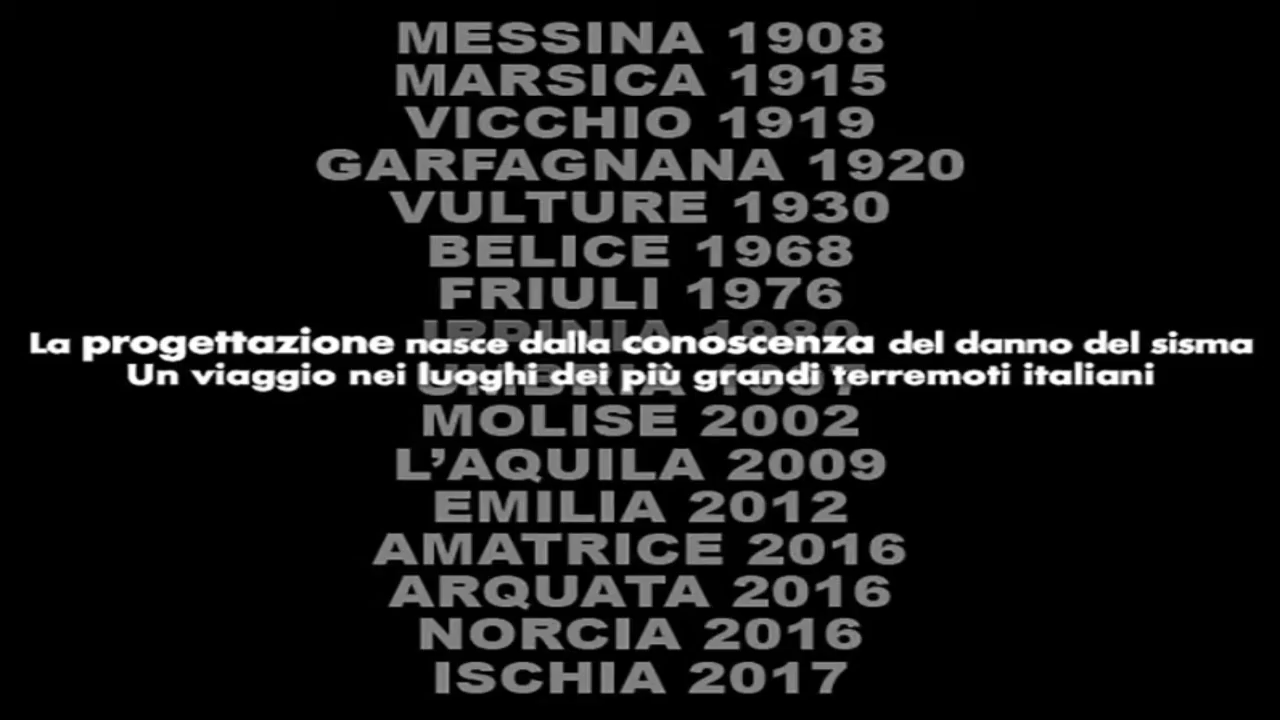 MESSINA 1908
MARSICA 1915
VICCHIO 1919
GARFAGNANA 1920
VULTURE 1930
BELICE 1968
FRIULI 1976
IRPINIA 1980
La progettazione nasce dalla conoscenza del danno del sisma
UMBRIA 1997
Un viaggio nei luoghi dei più grandi terremoti italiani
MOLISE 2002
L’AQUILA 2009
EMILIA 2012
AMATRICE 2016
ARQUATA 2016
NORCIA 2016
ISCHIA 2017